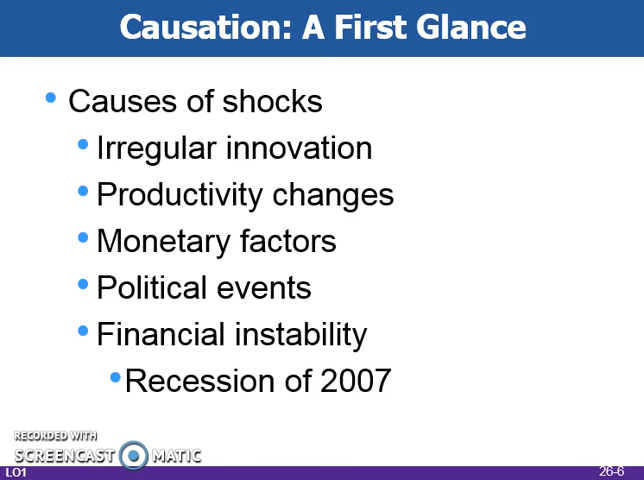 Causation: A First Glance
• Causes of shocks
• Irregular innovation
• Productivity changes
• Monetary factors
• Political events
• Financial instability
• Recession of 2007
RECORDED WITH
SCREENCAST MATIC
LO1
26-6